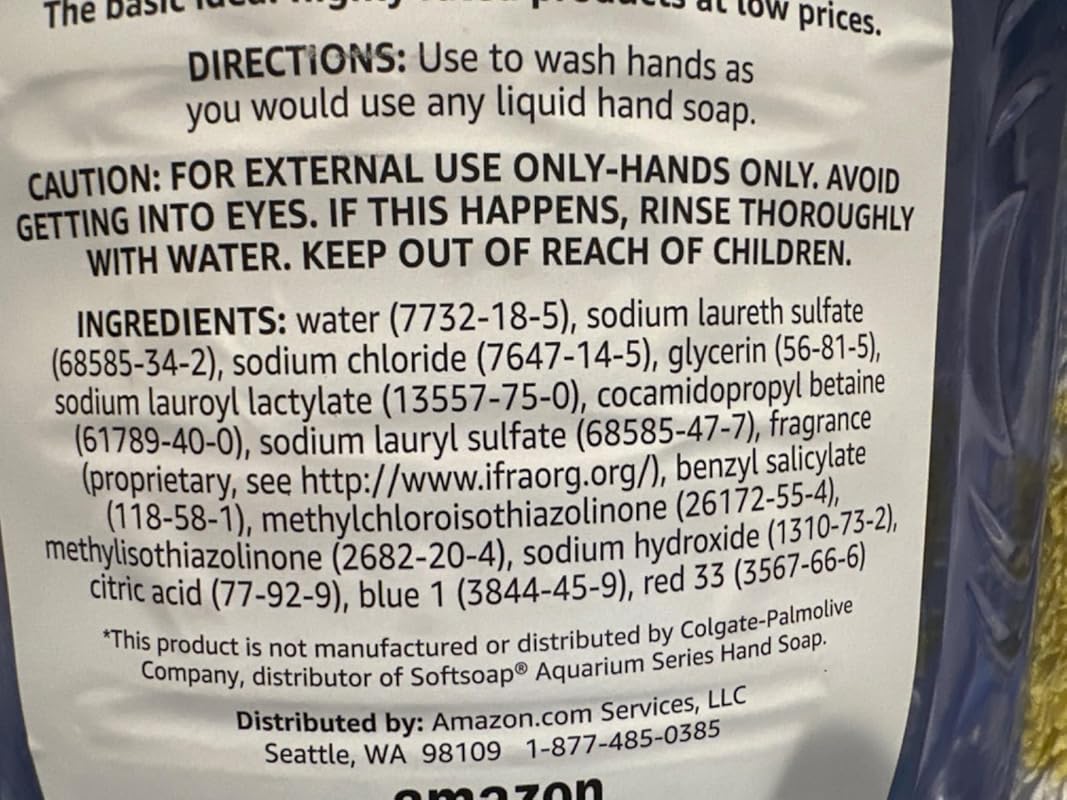 The basic idea: highly rated products at low prices.
DIRECTIONS: Use to wash hands as
you would use any liquid hand soap.
CAUTION: FOR EXTERNAL USE ONLY-HANDS ONLY. AVOID
GETTING INTO EYES. IF THIS HAPPENS, RINSE THOROUGHLY
WITH WATER. KEEP OUT OF REACH OF CHILDREN.
INGREDIENTS: water (7732-18-5), sodium laureth sulfate
(68585-34-2), sodium chloride (7647-14-5), glycerin (56-81-5),
sodium lauroyl lactylate (13557-75-0), cocamidopropyl betaine
(61789-40-0), sodium lauryl sulfate (68585-47-7), fragrance
(proprietary, see http://www.ifraorg.org/), benzyl salicylate
(118-58-1), methylchloroisothiazolinone (26172-55-4),
methylisothiazolinone (2682-20-4), sodium hydroxide (1310-73-2),
citric acid (77-92-9), blue 1 (3844-45-9), red 33 (3567-66-6)
*This product is not manufactured or distributed by Colgate-Palmolive
Company, distributor of Softsoap® Aquarium Series Hand Soap.
Distributed by: Amazon.com Services, LLC
Seattle, WA 98109 1-877-485-0385
amazon